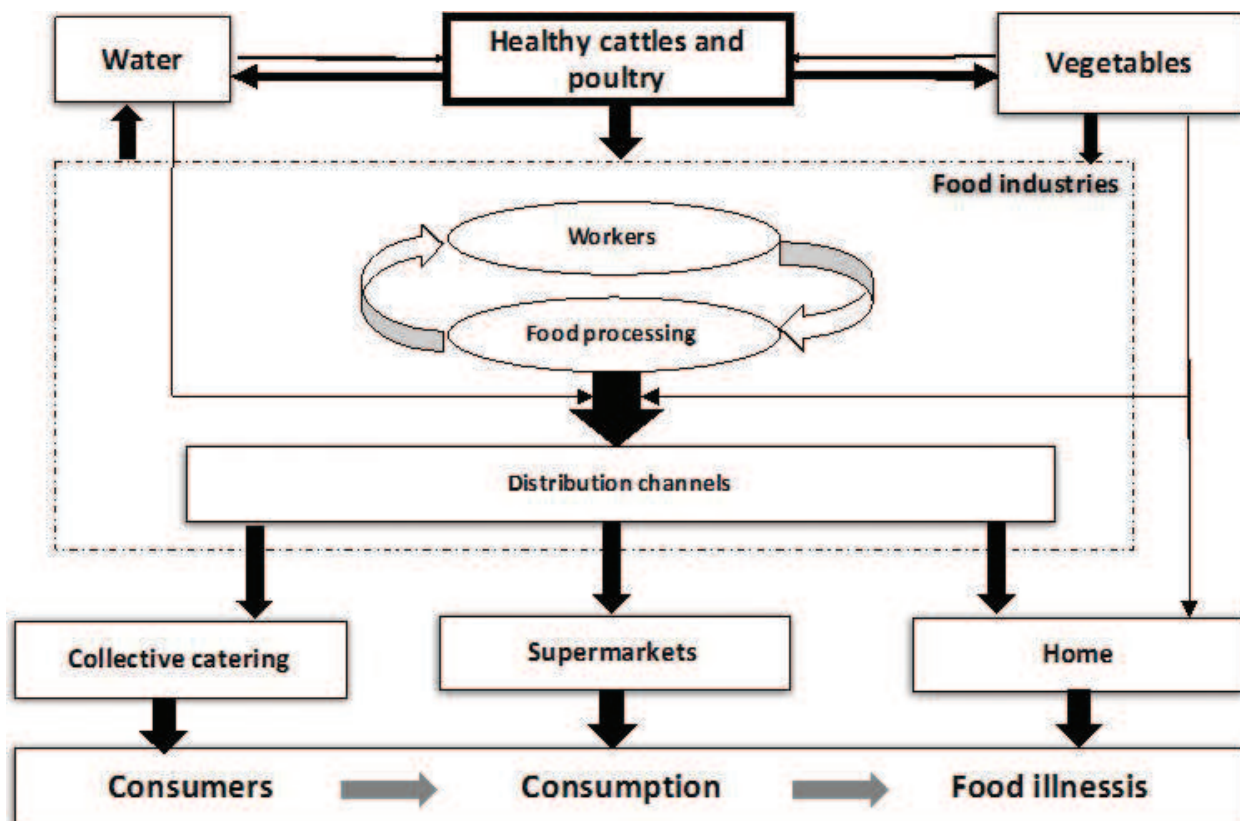 Water
Healthy cattles and
poultry
Vegetables
Food industries
Workers
Food processing
Distribution channels
Collective catering
Supermarkets
Home
Consumers
Consumption
Food illnessis